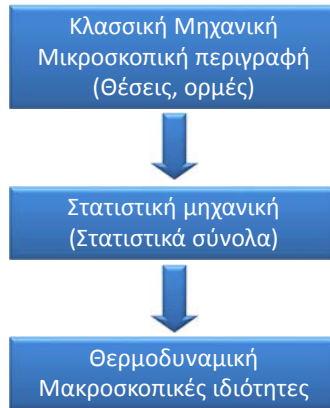 Κλασσική Μηχανική
Μικροσκοπική περιγραφή
(Θέσεις, ορμές)
Στατιστική μηχανική
(Στατιστικά σύνολα)
Θερμοδυναμική
Μακροσκοπικές ιδιότητες